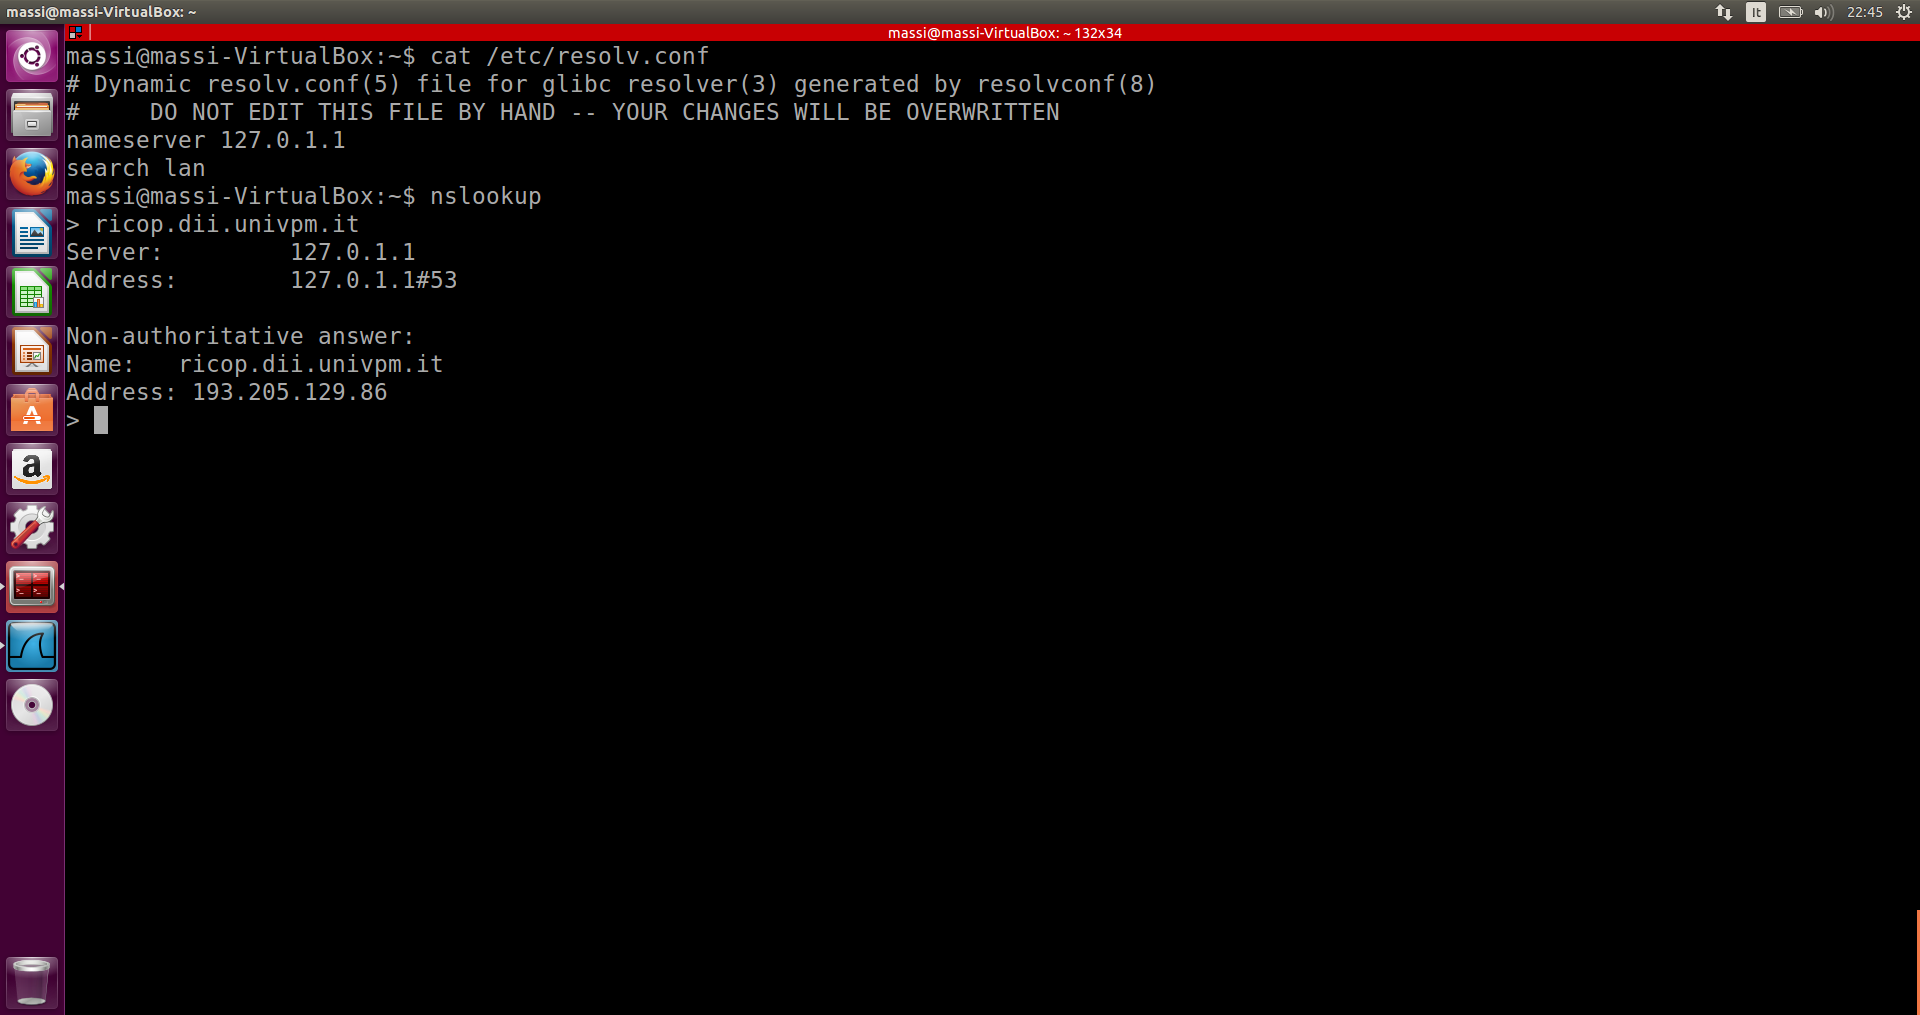 massi@massi-VirtualBox: ~
It
22:45
massi@massi-VirtualBox: ~ 132x34
massi@massi-VirtualBox:~$ cat /etc/resolv.conf
# Dynamic resolv.conf(5) file for glibc resolver(3) generated by resolvconf(8)
#     DO NOT EDIT THIS FILE BY HAND -- YOUR CHANGES WILL BE OVERWRITTEN
nameserver 127.0.1.1
search lan
massi@massi-VirtualBox:~$ nslookup
> ricop.dii.univpm.it
Server:         127.0.1.1
Address:        127.0.1.1#53

Non-authoritative answer:
Name:   ricop.dii.univpm.it
Address: 193.205.129.86
>